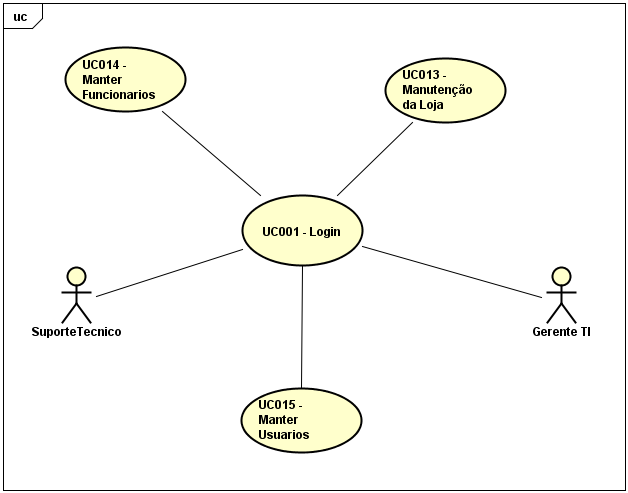 uc
UC014 -
Manter
Funcionarios
UC013 -
Manutenção
da Loja
UC001 - Login
SuporteTecnico
Gerente TI
UC015 -
Manter
Usuarios